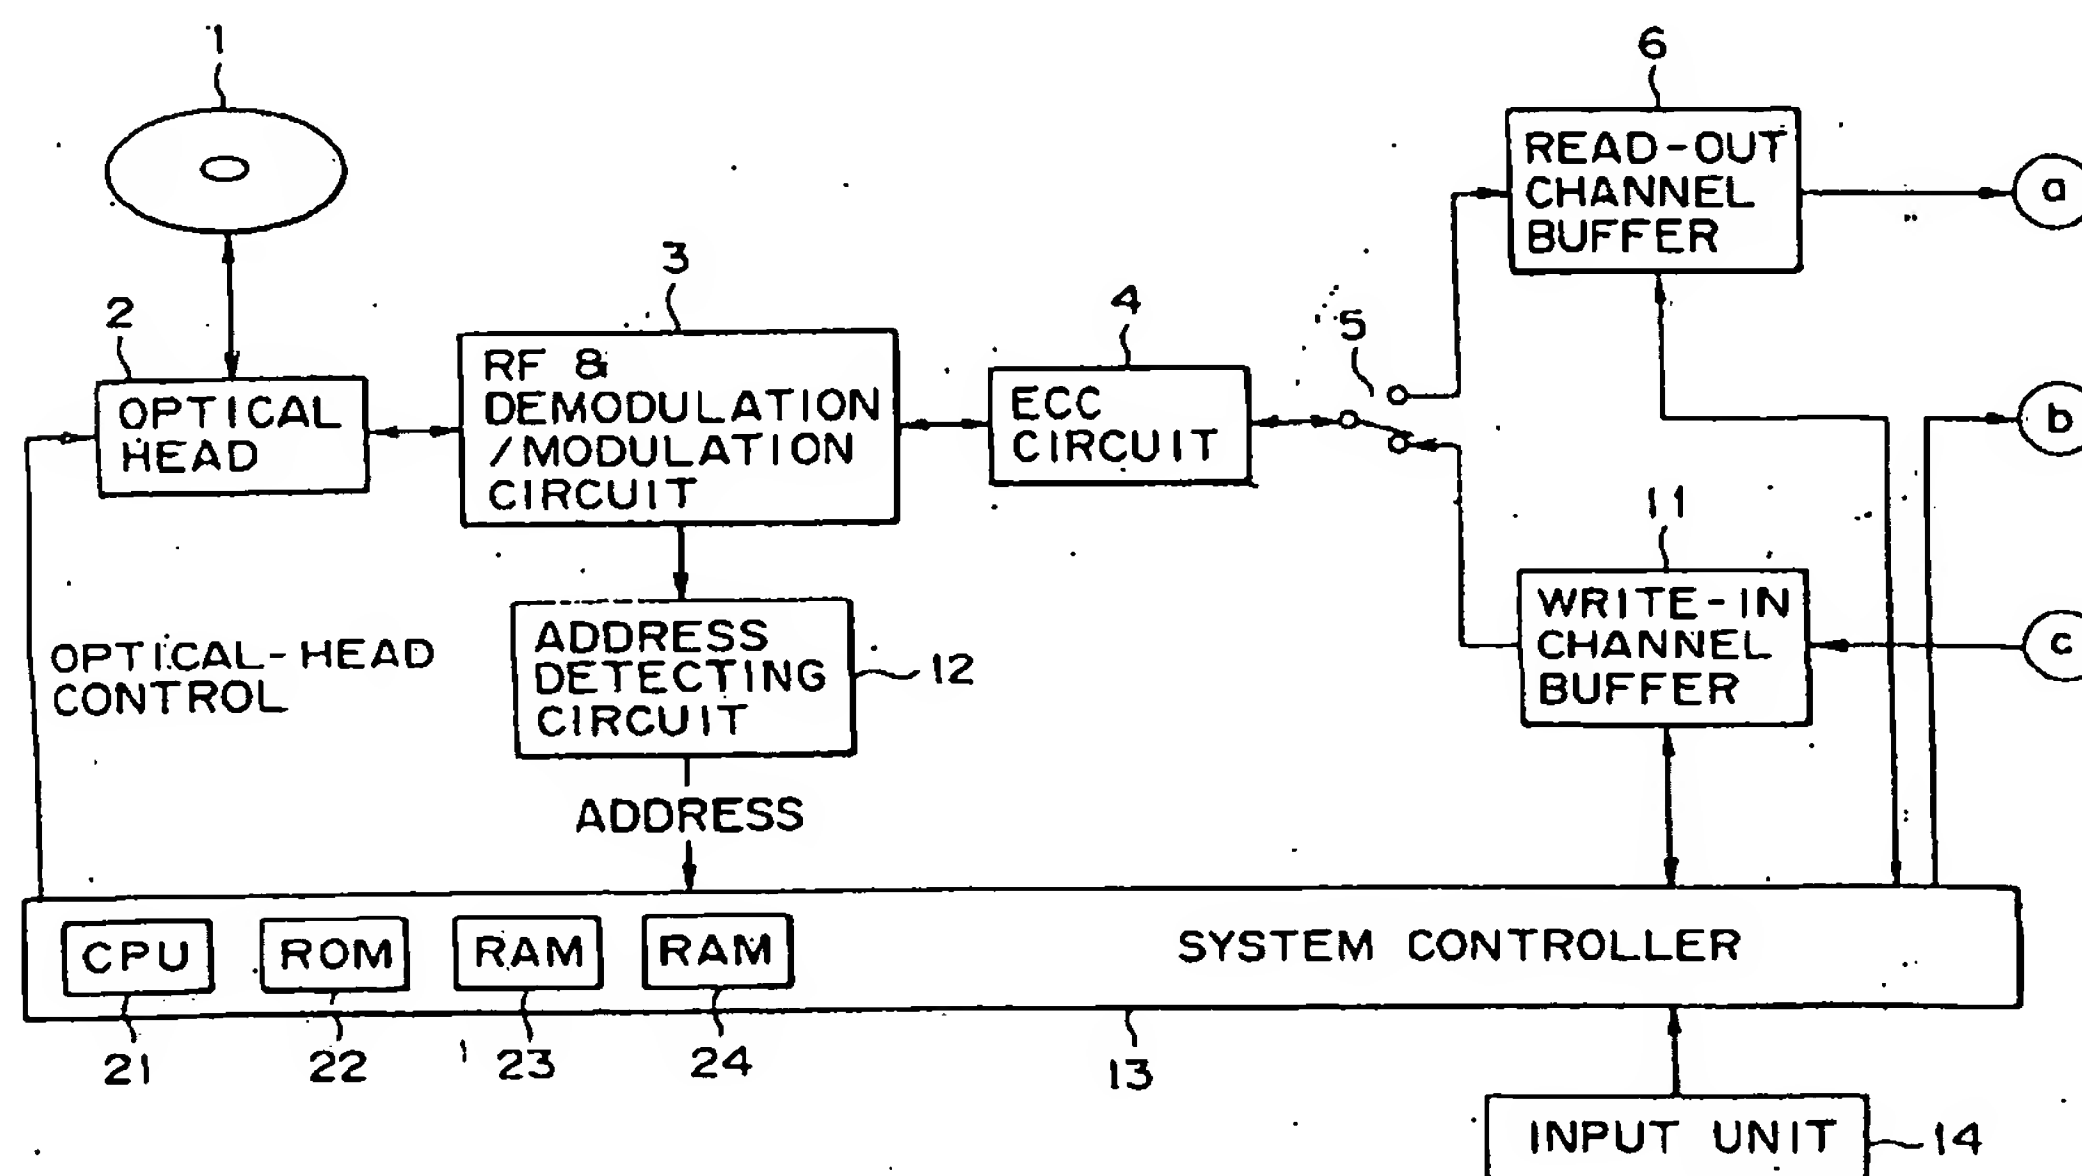 1
6
READ-OUT
CHANNEL
BUFFER
a
3
2
4
5
RF &
DEMODULATION
/MODULATION
CIRCUIT
OPTICAL
HEAD
ECC
CIRCUIT
b
11
WRITE-IN
CHANNEL
BUFFER
c
ADDRESS
DETECTING
CIRCUIT
12
OPTICAL-HEAD
CONTROL
ADDRESS
CPU
ROM
RAM
RAM
SYSTEM CONTROLLER
21
22
23
24
13
INPUT UNIT
14